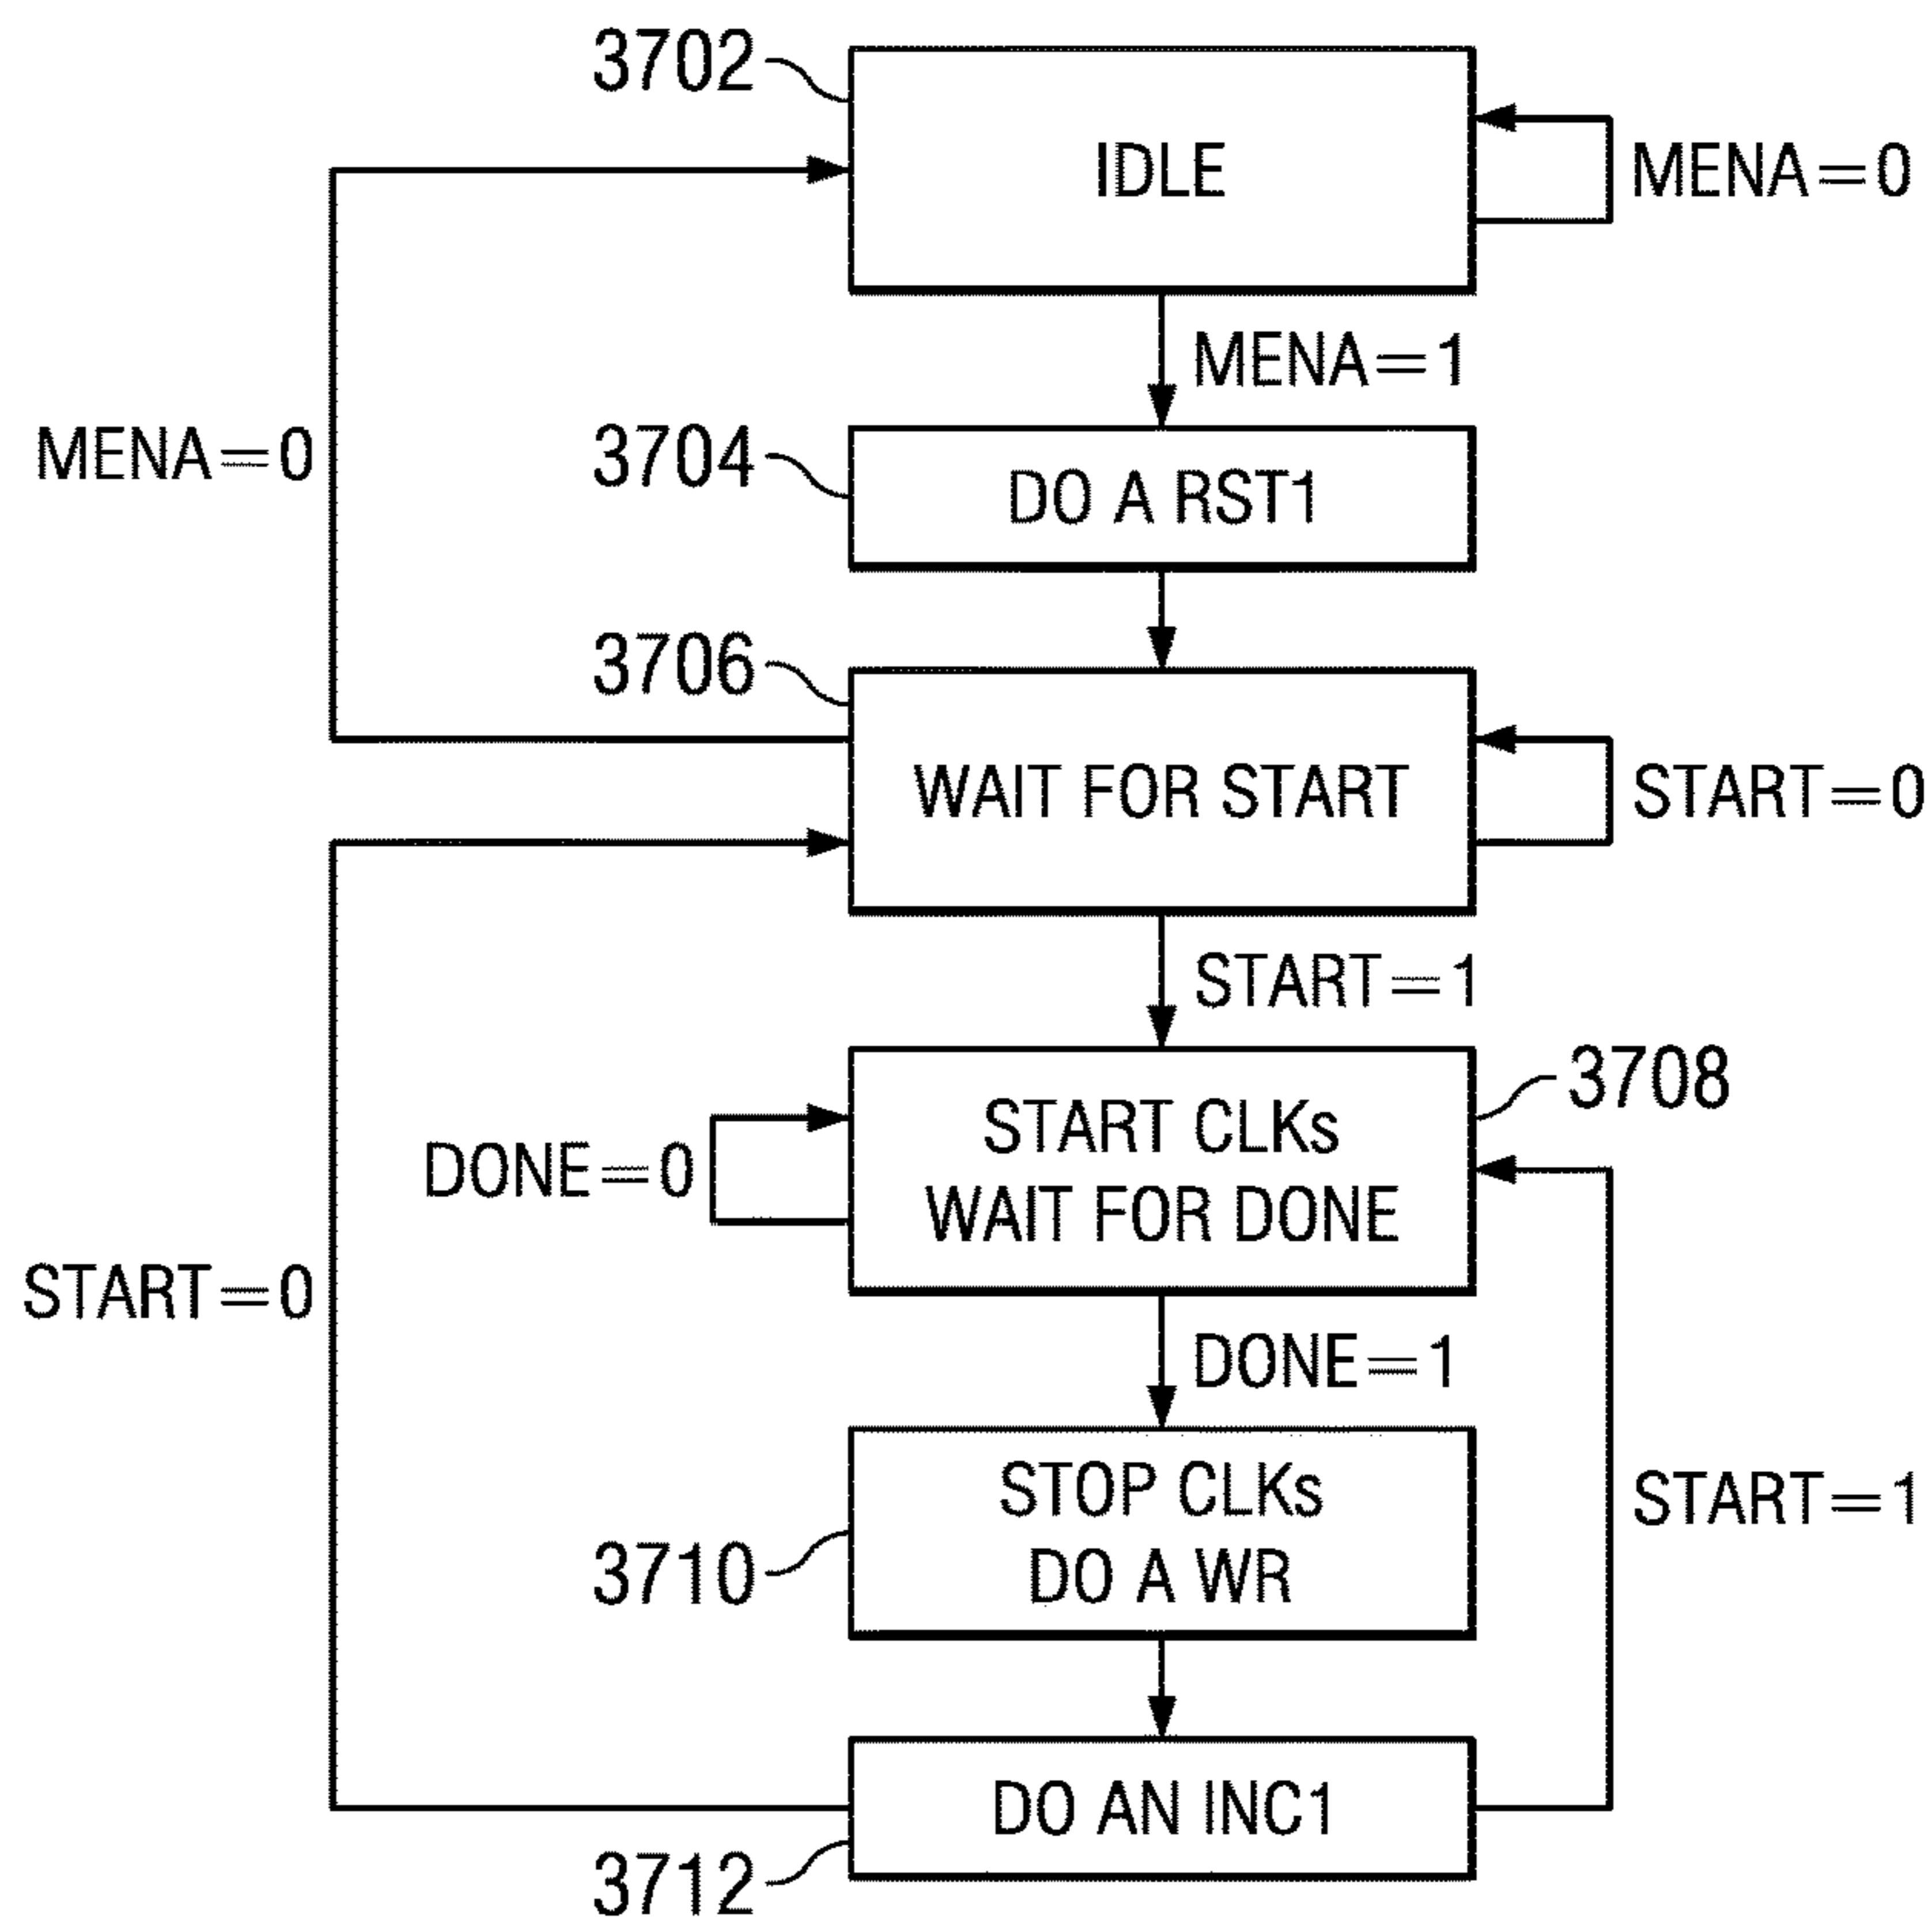 3702
IDLE
MENA=0
MENA=1
MENA=0
3704
DO A RST1
3706
WAIT FOR START
START=0
START=1
3708
START CLKs
WAIT FOR DONE
DONE=0
START=0
DONE=1
STOP CLKs
DO A WR
3710
START=1
DO AN INC1
3712